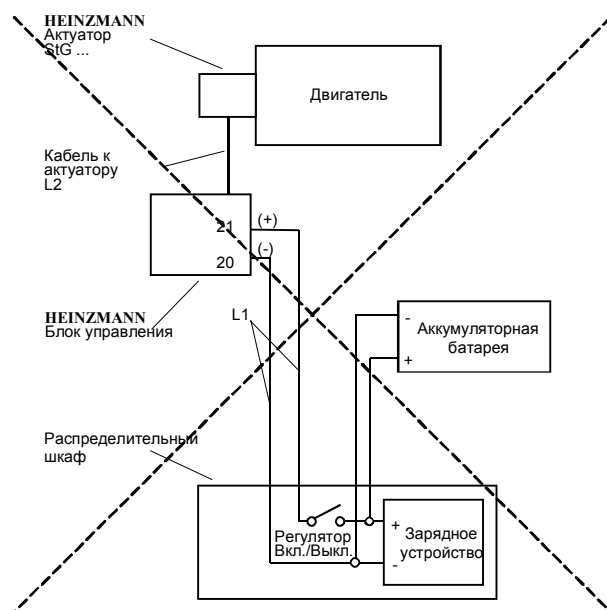 HEINZMANN
Актуатор
StG ...
Двигатель
Кабель к
актуатору
L2
21
(+)
(-)
20
HEINZMANN
Блок управления
L1
-
Аккумуляторная
батарея
+
Распределительный
шкаф
Регулятор
Вкл./Выкл.
+
Зарядное
устройство
-